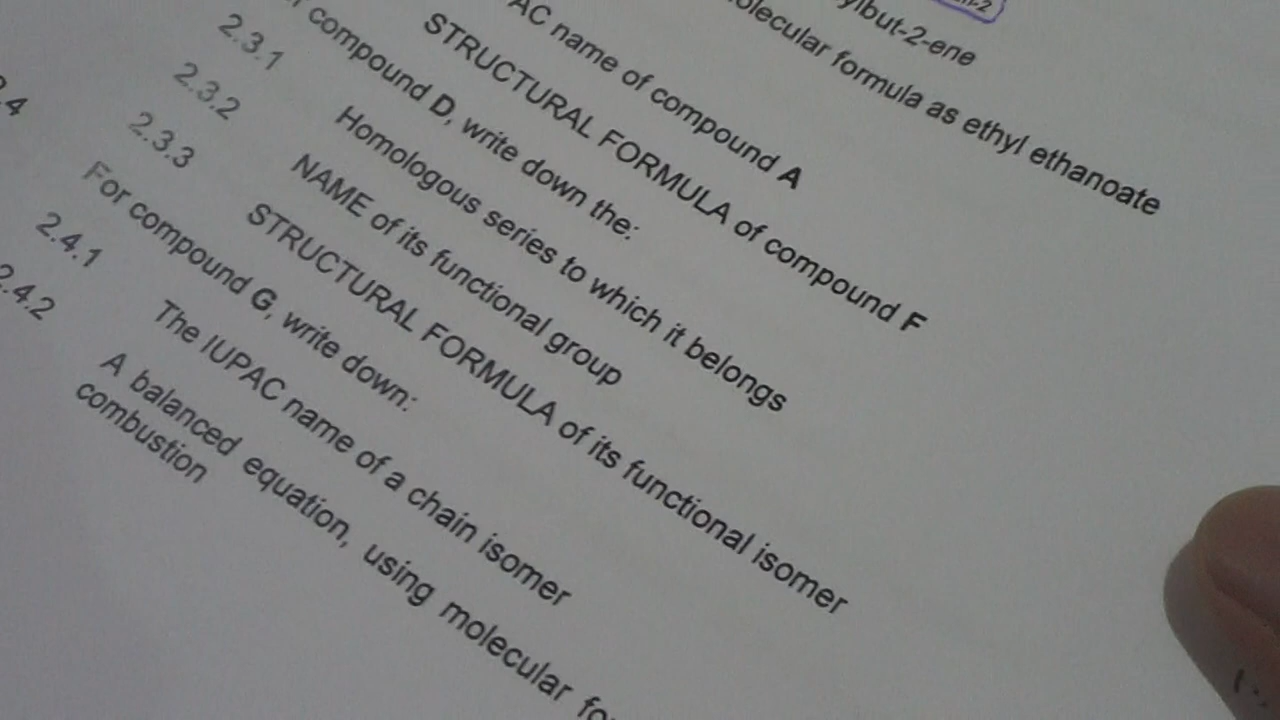 ylbut-2-ene
olecular formula as ethyl ethanoate
AC name of compound A
STRUCTURAL FORMULA of compound F
compound D, write down the:
2.3.1 Homologous series to which it belongs
2.3.2 NAME of its functional group
2.3.3 STRUCTURAL FORMULA of its functional isomer
.4 For compound G, write down:
2.4.1 The IUPAC name of a chain isomer
2.4.2 A balanced equation, using molecular fo
combustion